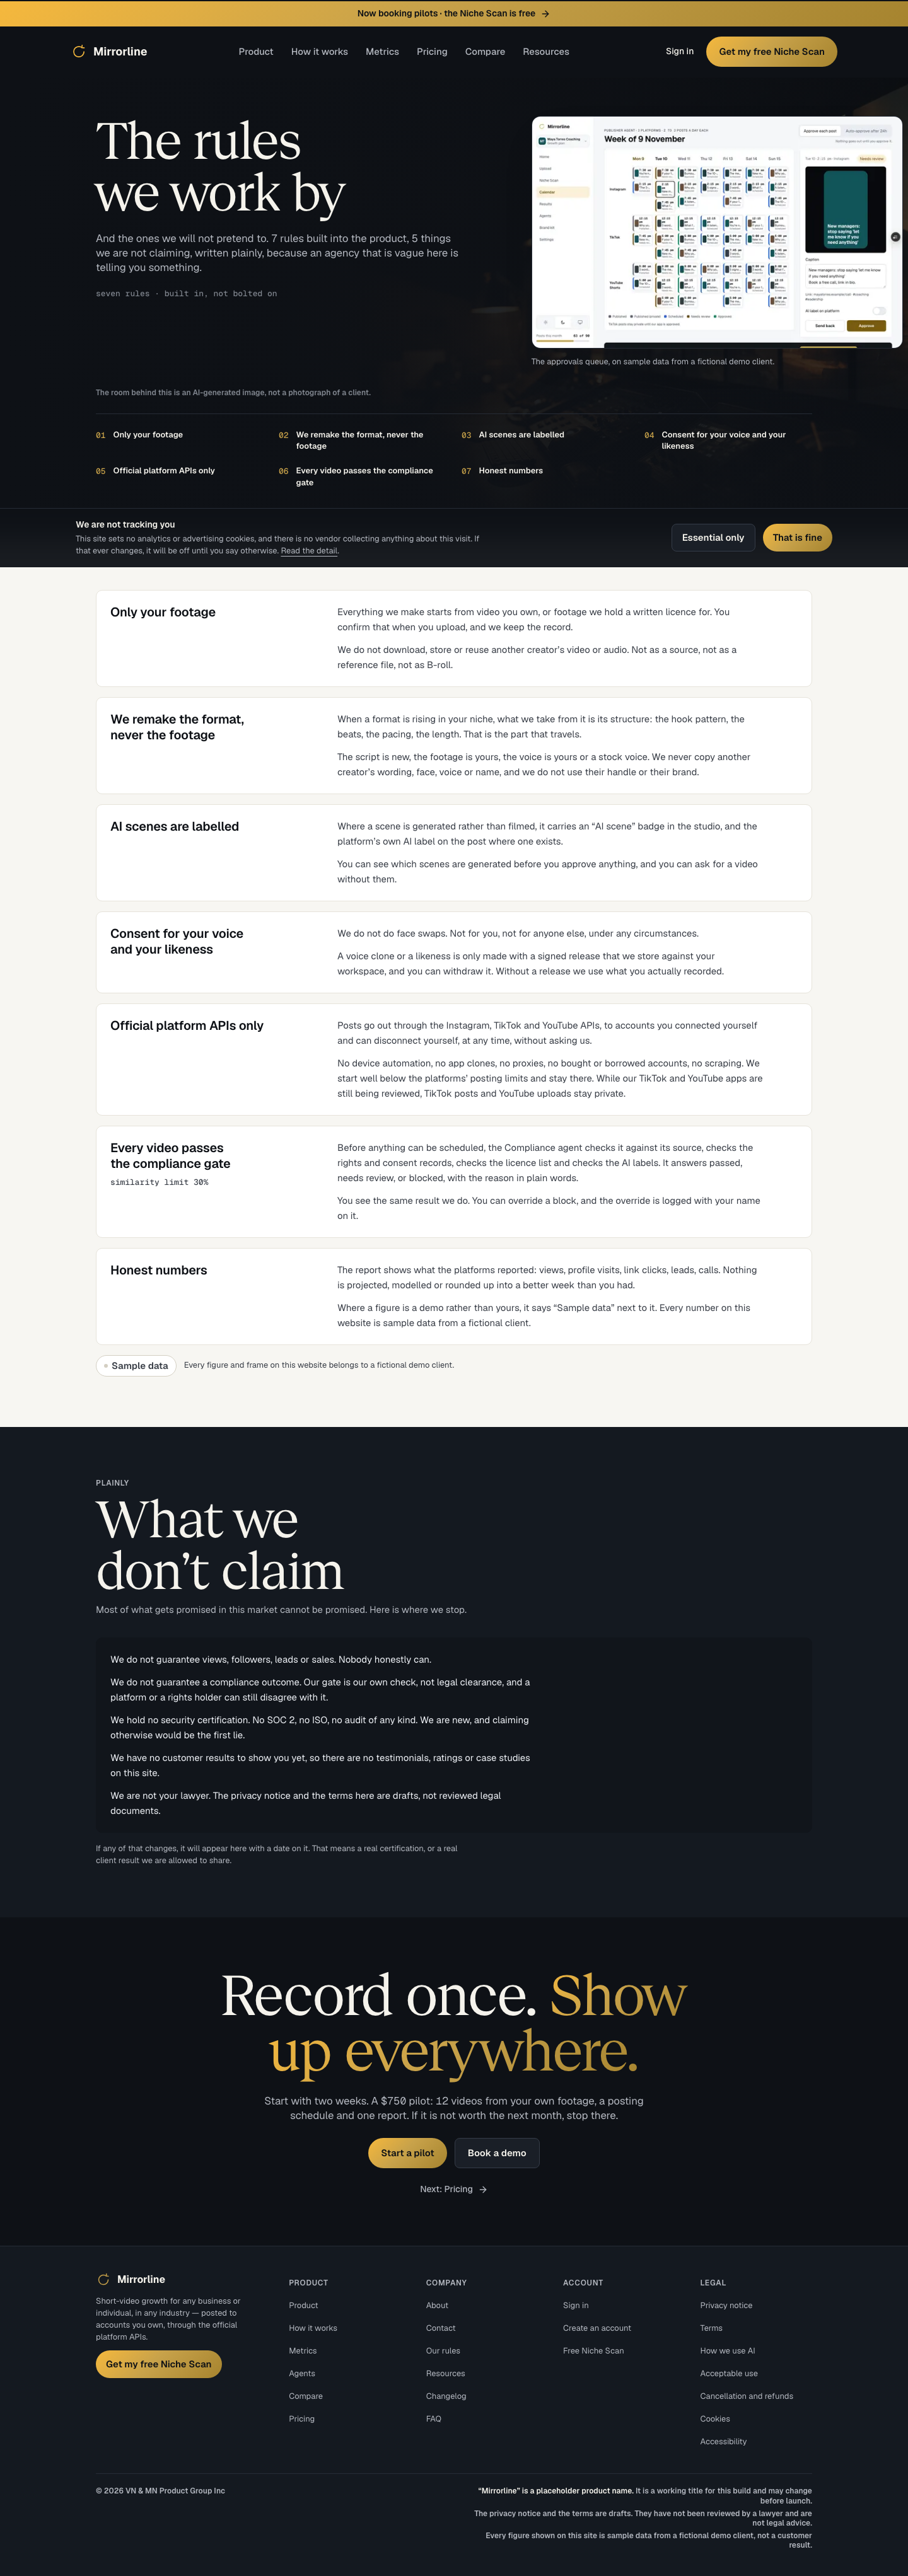 Now booking pilots · the Niche Scan is free →
Mirrorline
Product
How it works
Metrics
Pricing
Compare
Resources
Sign in
Get my free Niche Scan
The rules
we work by
And the ones we will not pretend to. 7 rules built into the product, 5 things
we are not claiming, written plainly, because an agency that is vague here is
telling you something.
seven rules · built in, not bolted on
Mirrorline
Week of 9 November
Approve each post
Auto-approve after 24h
Home
Upload
Niche Scan
Calendar
Results
Agents
Settings
Instagram
TikTok
YouTube
Shorts
Needs review
New managers:
stop saying 'let
me know if you
need anything'
Caption
Send back
Approve
The approvals queue, on sample data from a fictional demo client.
The room behind this is an AI-generated image, not a photograph of a client.
01 Only your footage
02 We remake the format, never the
footage
03 AI scenes are labelled
04 Consent for your voice and your
likeness
05 Official platform APIs only
06 Every video passes the compliance
gate
07 Honest numbers
We are not tracking you
This site sets no analytics or advertising cookies, and there is no vendor collecting anything about this visit. If
that ever changes, it will be off until you say otherwise. Read the detail.
Essential only
That is fine
Only your footage
Everything we make starts from video you own, or footage we hold a written licence for. You
confirm that when you upload, and we keep the record.
We do not download, store or reuse another creator's video or audio. Not as a source, not as a
reference file, not as B-roll.
We remake the format,
never the footage
When a format is rising in your niche, what we take from it is its structure: the hook pattern, the
beats, the pacing, the length. That is the part that travels.
The script is new, the footage is yours, the voice is yours or a stock voice. We never copy another
creator's wording, face, voice or name, and we do not use their handle or their brand.
AI scenes are labelled
Where a scene is generated rather than filmed, it carries an “AI scene” badge in the studio, and the
platform's own AI label on the post where one exists.
You can see which scenes are generated before you approve anything, and you can ask for a video
without them.
Consent for your voice
and your likeness
We do not do face swaps. Not for you, not for anyone else, under any circumstances.
A voice clone or a likeness is only made with a signed release that we store against your
workspace, and you can withdraw it. Without a release we use what you actually recorded.
Official platform APIs only
Posts go out through the Instagram, TikTok and YouTube APIs, to accounts you connected yourself
and can disconnect yourself, at any time, without asking us.
No device automation, no app clones, no proxies, no bought or borrowed accounts, no scraping. We
start well below the platforms' posting limits and stay there. While our TikTok and YouTube apps are
still being reviewed, TikTok posts and YouTube uploads stay private.
Every video passes
the compliance gate
similarity limit 30%
Before anything can be scheduled, the Compliance agent checks it against its source, checks the
rights and consent records, checks the licence list and checks the AI labels. It answers passed,
needs review, or blocked, with the reason in plain words.
You see the same result we do. You can override a block, and the override is logged with your name
on it.
Honest numbers
The report shows what the platforms reported: views, profile visits, link clicks, leads, calls. Nothing
is projected, modelled or rounded up into a better week than you had.
Where a figure is a demo rather than yours, it says “Sample data” next to it. Every number on this
website is sample data from a fictional client.
Sample data
Every figure and frame on this website belongs to a fictional demo client.
PLAINLY
What we
don't claim
Most of what gets promised in this market cannot be promised. Here is where we stop.
We do not guarantee views, followers, leads or sales. Nobody honestly can.
We do not guarantee a compliance outcome. Our gate is our own check, not legal clearance, and a
platform or a rights holder can still disagree with it.
We hold no security certification. No SOC 2, no ISO, no audit of any kind. We are new, and claiming
otherwise would be the first lie.
We have no customer results to show you yet, so there are no testimonials, ratings or case studies
on this site.
We are not your lawyer. The privacy notice and the terms here are drafts, not reviewed legal
documents.
If any of that changes, it will appear here with a date on it. That means a real certification, or a real
client result we are allowed to share.
Record once. Show
up everywhere.
Start with two weeks. A $750 pilot: 12 videos from your own footage, a posting
schedule and one report. If it is not worth the next month, stop there.
Start a pilot
Book a demo
Next: Pricing →
Mirrorline
Short-video growth for any business or
individual, in any industry — posted to
accounts you own, through the official
platform APIs.
Get my free Niche Scan
PRODUCT
Product
How it works
Metrics
Agents
Compare
Pricing
COMPANY
About
Contact
Our rules
Resources
Changelog
FAQ
ACCOUNT
Sign in
Create an account
Free Niche Scan
LEGAL
Privacy notice
Terms
How we use AI
Acceptable use
Cancellation and refunds
Cookies
Accessibility
© 2026 VN & MN Product Group Inc
“Mirrorline” is a placeholder product name. It is a working title for this build and may change
before launch.
The privacy notice and the terms are drafts. They have not been reviewed by a lawyer and are
not legal advice.
Every figure shown on this site is sample data from a fictional demo client, not a customer
result.